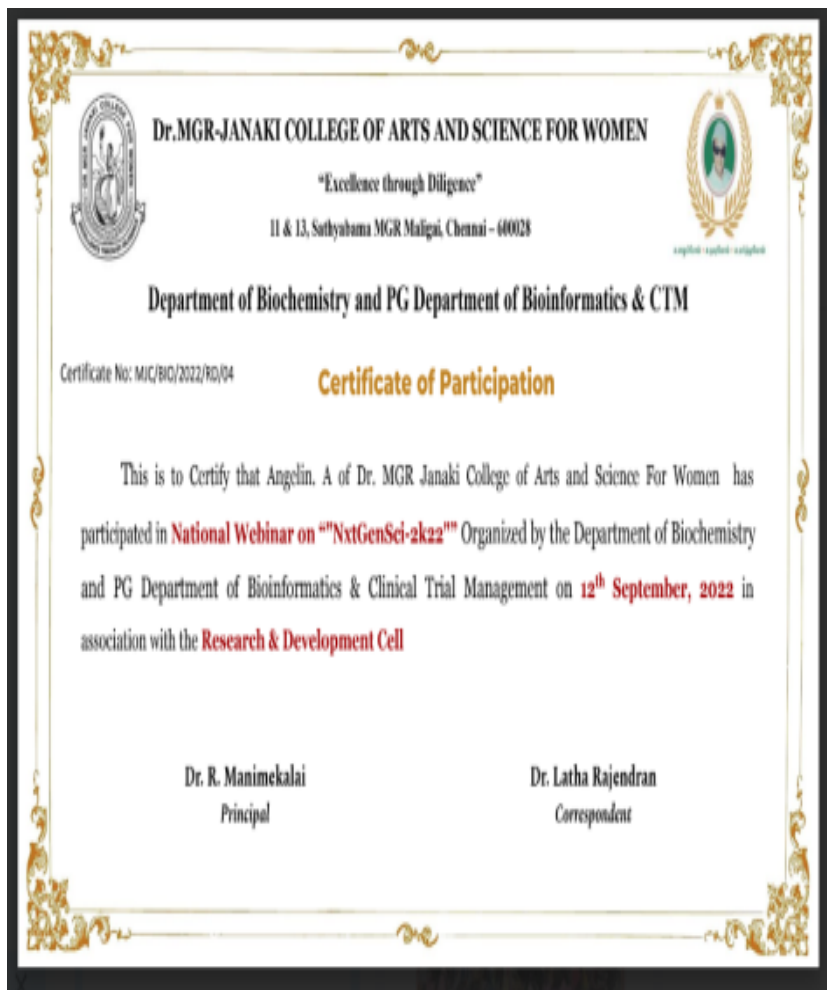 Dr.MGR-JANAKI COLLEGE OF ARTS AND SCIENCE FOR WOMEN
“Excellence through Diligence”
11 & 13, Sathyabama MGR Maligai, Chennai – 600028
Department of Biochemistry and PG Department of Bioinformatics & CTM
Certificate No: MJC/BIO/2022/RD/04
Certificate of Participation
This is to Certify that Angelin. A of Dr. MGR Janaki College of Arts and Science For Women has
participated in National Webinar on “"NxtGenSci-2k22"” Organized by the Department of Biochemistry
and PG Department of Bioinformatics & Clinical Trial Management on 12th September, 2022 in
association with the Research & Development Cell
Dr. R. Manimekalai
Dr. Latha Rajendran
Principal
Correspondent